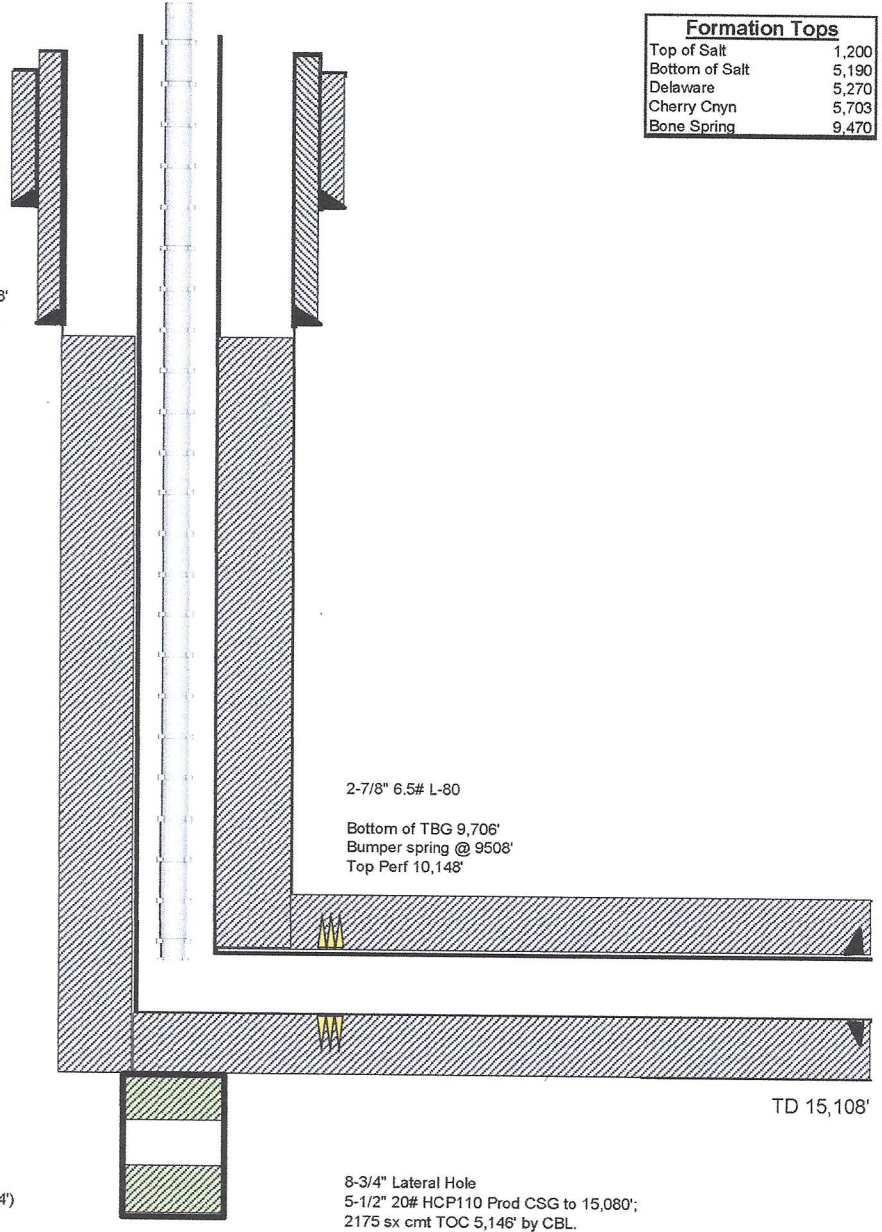 Formation Tops
Top of Salt 1,200
Bottom of Salt 5,190
Delaware 5,270
Cherry Cnyn 5,703
Bone Spring 9,470
8'
2-7/8" 6.5# L-80
Bottom of TBG 9,706'
Bumper spring @ 9508'
Top Perf 10,148'
TD 15,108'
4')
8-3/4" Lateral Hole
5-1/2" 20# HCP110 Prod CSG to 15,080';
2175 sx cmt TOC 5,146' by CBL.